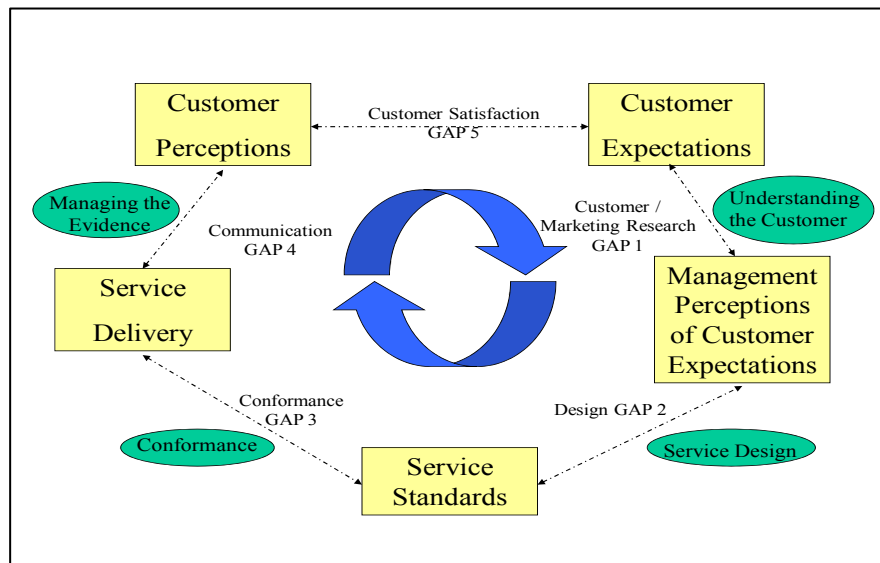 Customer
Perceptions
Customer Satisfaction
GAP 5
Customer
Expectations
Managing the
Evidence
Communication
GAP 4
Customer /
Marketing Research
GAP 1
Understanding
the Customer
Service
Delivery
Management
Perceptions
of Customer
Expectations
Conformance
GAP 3
Design GAP 2
Conformance
Service Design
Service
Standards